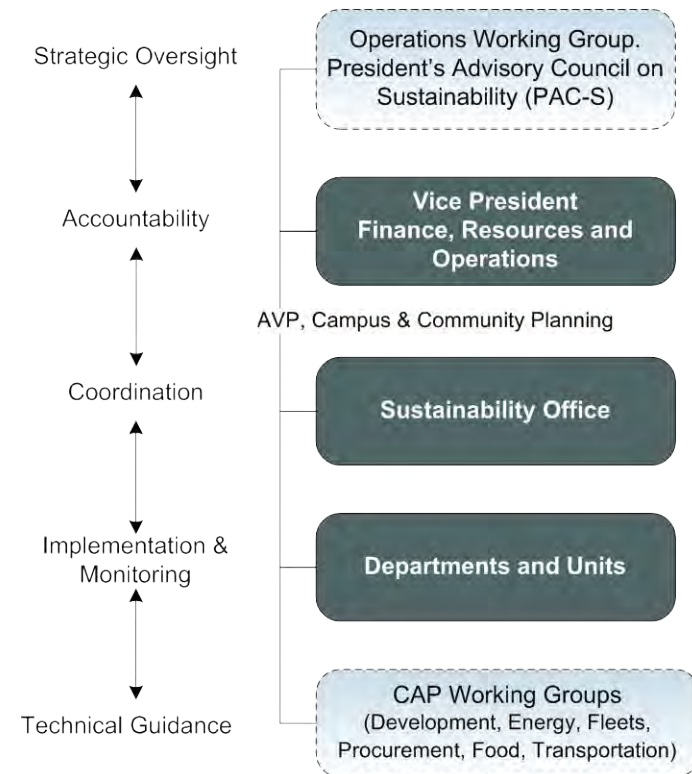 Strategic Oversight
Operations Working Group.
President's Advisory Council on
Sustainability (PAC-S)
Accountability
Vice President
Finance, Resources and
Operations
AVP, Campus & Community Planning
Coordination
Sustainability Office
Implementation &
Monitoring
Departments and Units
Technical Guidance
CAP Working Groups
(Development, Energy, Fleets,
Procurement, Food, Transportation)